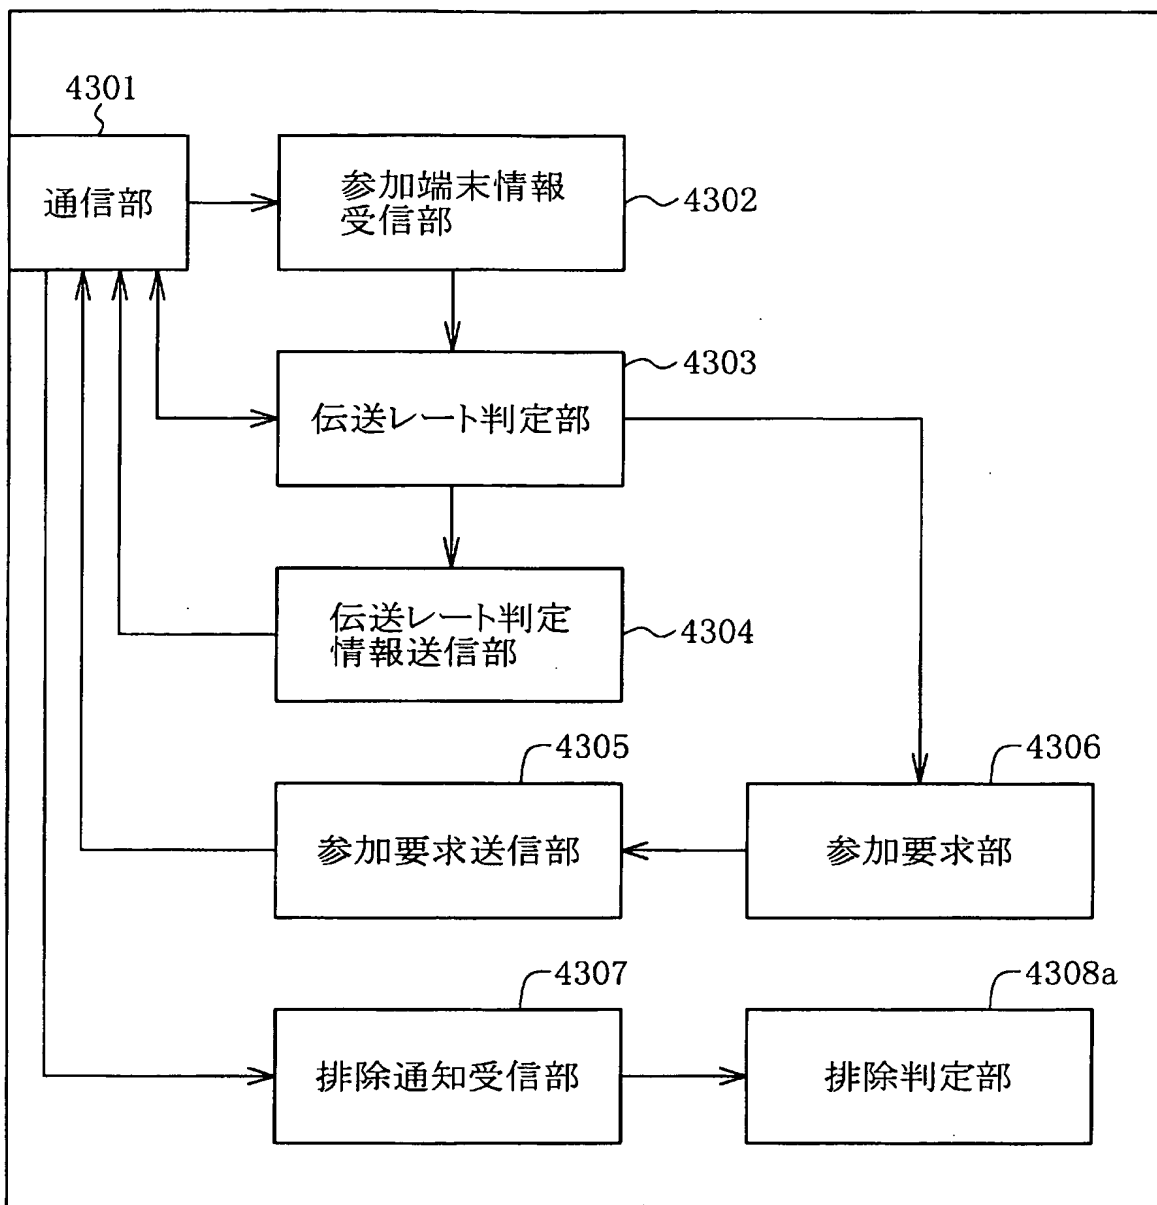 4301
通信部
参加端末情報
受信部
4302
4303
伝送レート判定部
伝送レート判定
情報送信部
4304
4305
参加要求送信部
4306
参加要求部
4307
排除通知受信部
4308a
排除判定部